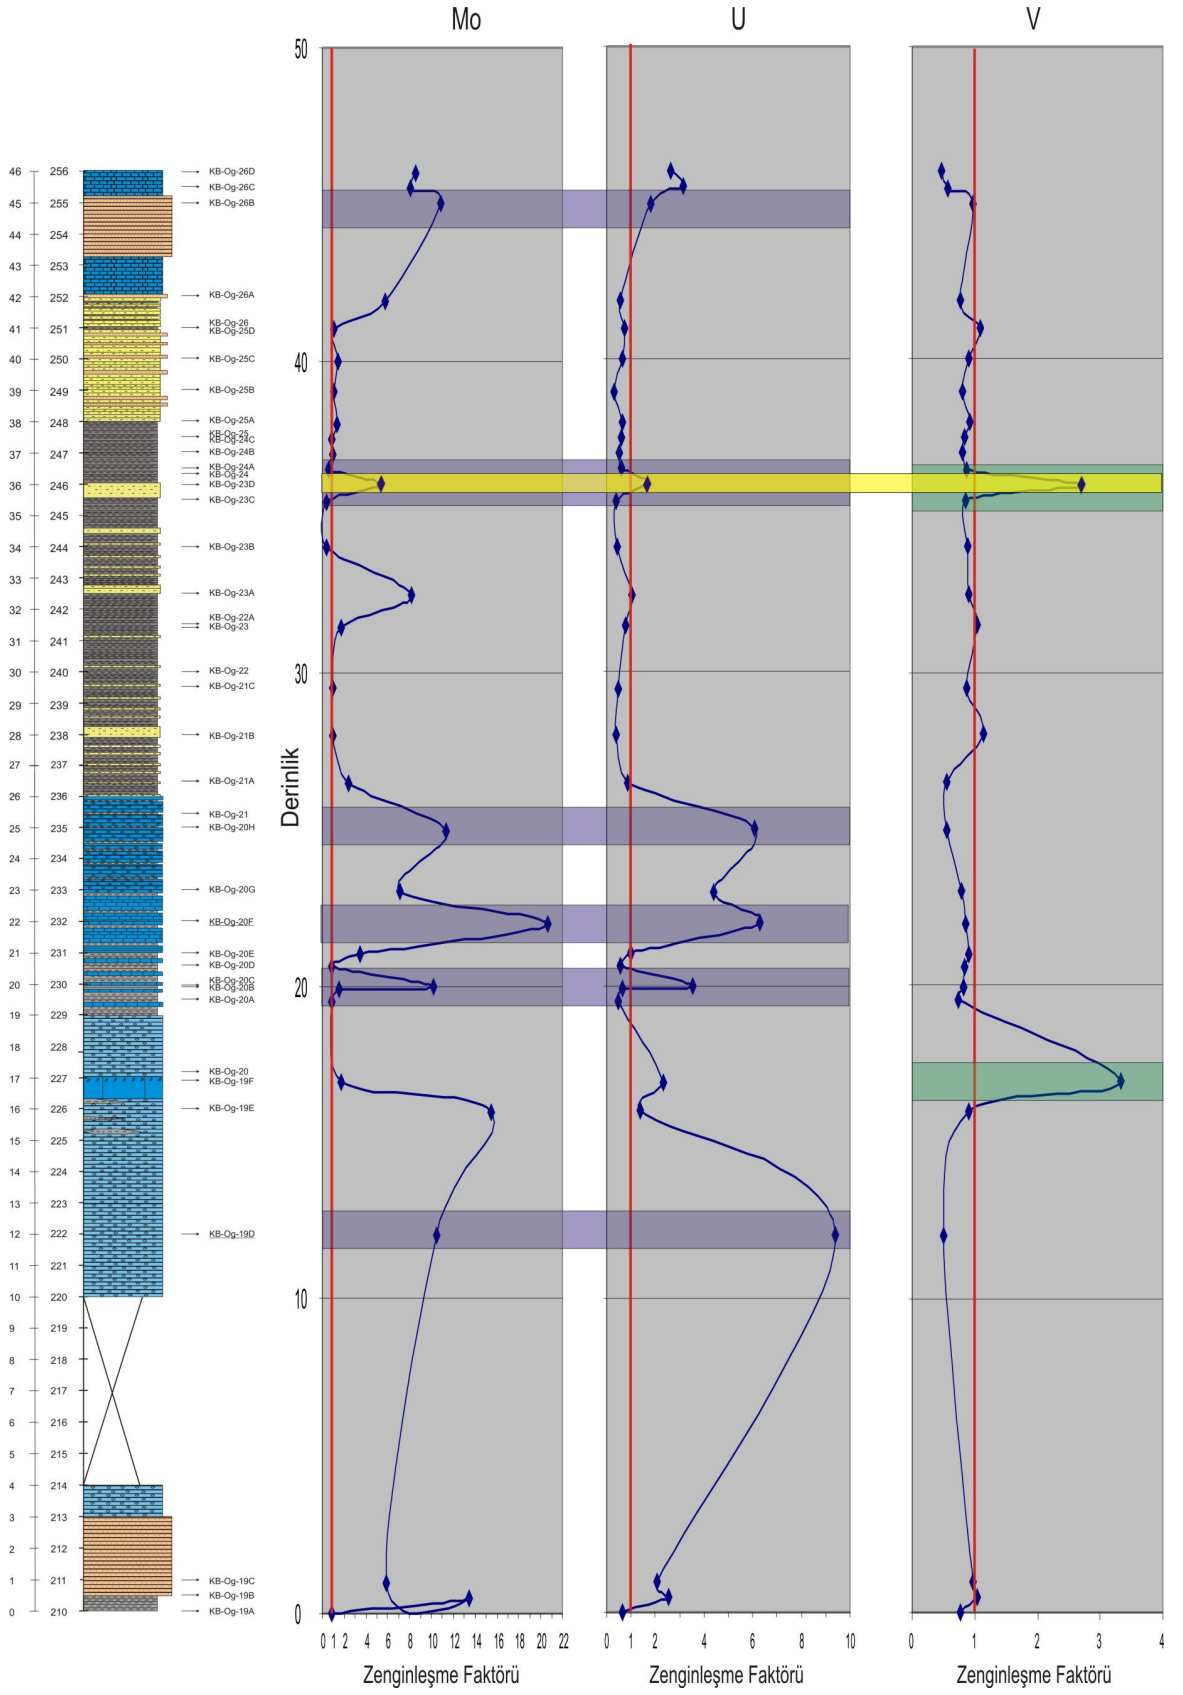 Mo U V
50
46 256 KB-Og-26D
KB-Og-26C
45 255 KB-Og-26B
44 254
43 253
42 252 KB-Og-26A
KB-Og-26
41 251
KB-Og-25D
40 250 KB-Og-25C
40
39 249 KB-Og-25B
38 248 KB-Og-25A
KB-Og-25
KB-Og-24C
37 247 KB-Og-24B
KB-Og-24A
KB-Og-24
36 246 KB-Og-23D
KB-Og-23C
35 245
34 244 KB-Og-23B
33 243
KB-Og-23A
32 242
KB-Og-22A
KB-Og-23
31 241
30 240 KB-Og-22
30
KB-Og-21C
29 239
28 238 KB-Og-21B
27 237
KB-Og-21A
26 236
Derinlik
KB-Og-21
25 235 KB-Og-20H
24 234
23 233 KB-Og-20G
22 232 KB-Og-20F
21 231 KB-Og-20E
KB-Og-20D
KB-Og-20C
20 230
KB-Og-20B
20
KB-Og-20A
19 229
18 228
KB-Og-20
17 227 KB-Og-19F
16 226 KB-Og-19E
15 225
14 224
13 223
12 222 KB-Og-19D
11 221
10 220
10
9 219
8 218
7 217
6 216
5 215
4 214
3 213
2 212
1 211 KB-Og-19C
KB-Og-19B
0 210 KB-Og-19A
0
0 1 2 4 6 8 10 12 14 16 18 20 22
0 1 2 4 6 8 10
0 1 2 3 4
Zenginleşme Faktörü Zenginleşme Faktörü Zenginleşme Faktörü